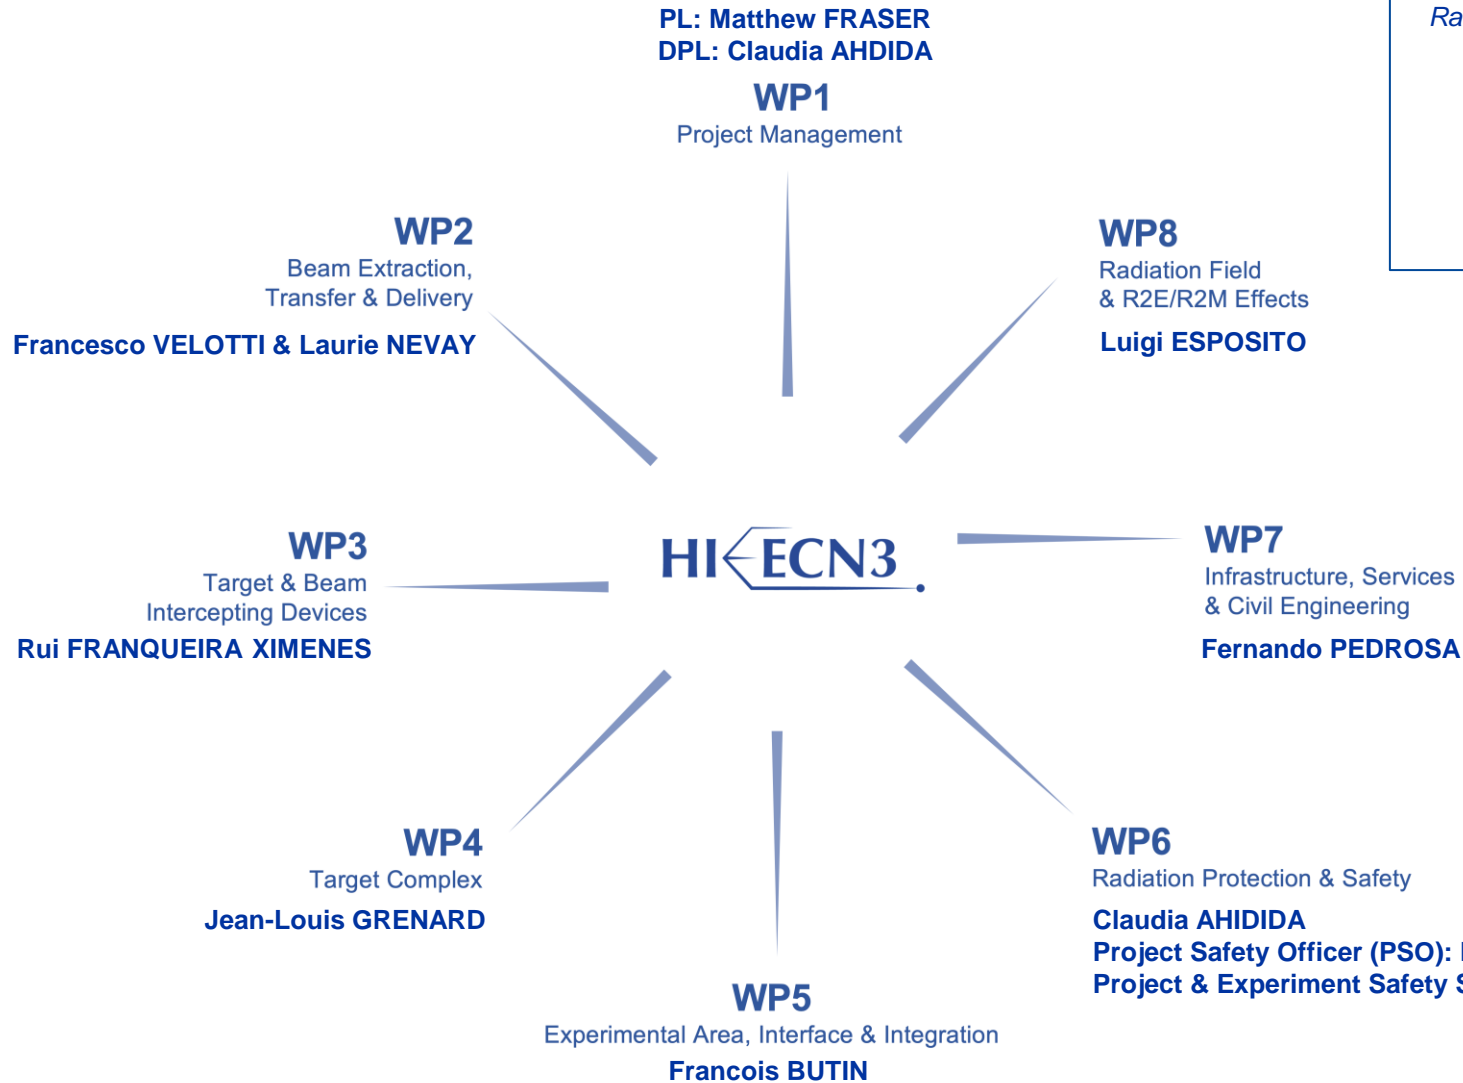 PL: Matthew FRASER
DPL: Claudia AHDIDA
WP1
Project Management
WP2
Beam Extraction,
Transfer & Delivery
Francesco VELOTTI & Laurie NEVAY
WP8
Radiation Field
& R2E/R2M Effects
Luigi ESPOSITO
WP3
Target & Beam
Intercepting Devices
Rui FRANQUEIRA XIMENES
HI ECN3
WP7
Infrastructure, Services
& Civil Engineering
Fernando PEDROSA
WP4
Target Complex
Jean-Louis GRENARD
WP6
Radiation Protection & Safety
Claudia AHIDIDA
Project Safety Officer (PSO):
Project & Experiment Safety
WP5
Experimental Area, Interface & Integration
Francois BUTIN